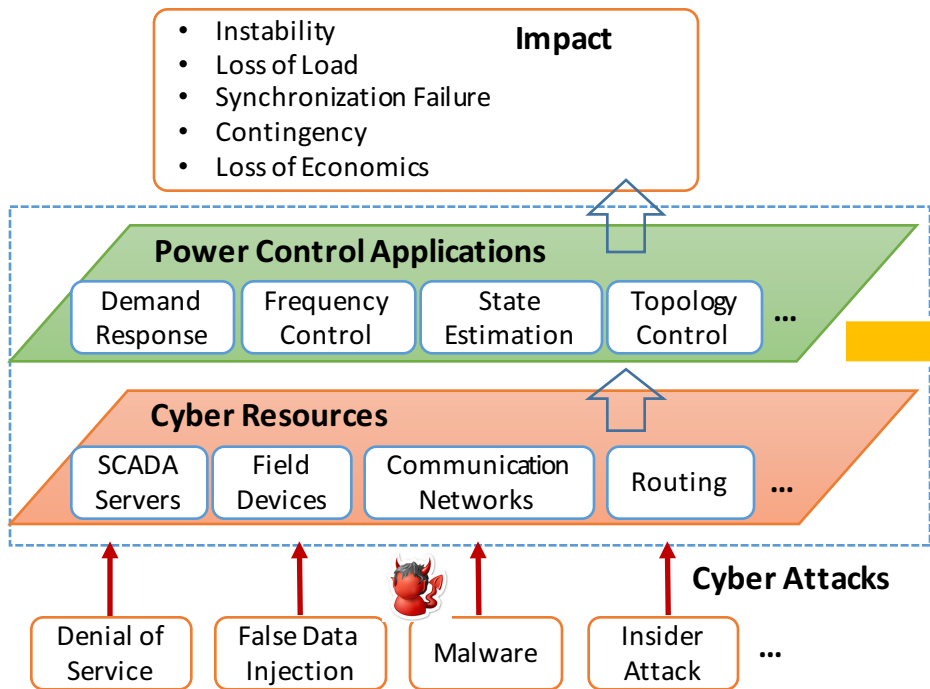 • Instability
Impact
• Loss of Load
• Synchronization Failure
• Contingency
• Loss of Economics
Power Control Applications
Demand
Response
Frequency
Control
State
Estimation
Topology
Control
...
Cyber Resources
SCADA
Servers
Field
Devices
Communication
Networks
Routing
...
Cyber Attacks
Denial of
Service
False Data
Injection
Malware
Insider
Attack
...